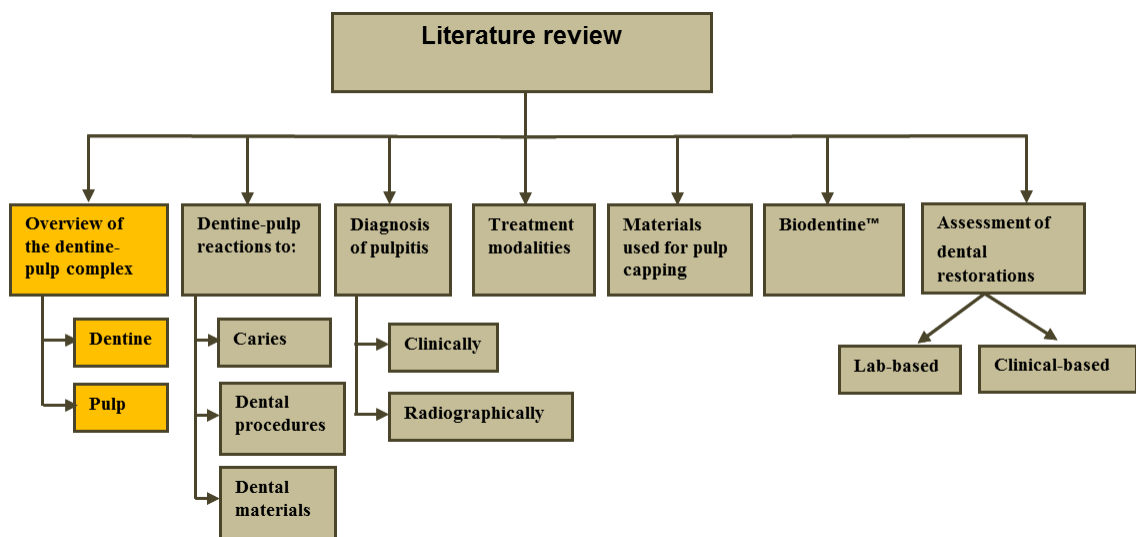 Literature review
Overview of
the dentine-
pulp complex
Dentine
Pulp
Dentine-pulp
reactions to:
Caries
Dental
procedures
Dental
materials
Diagnosis
of pulpitis
Clinically
Radiographically
Treatment
modalities
Materials
used for pulp
capping
Biodentine™
Assessment of
dental
restorations
Lab-based
Clinical-based